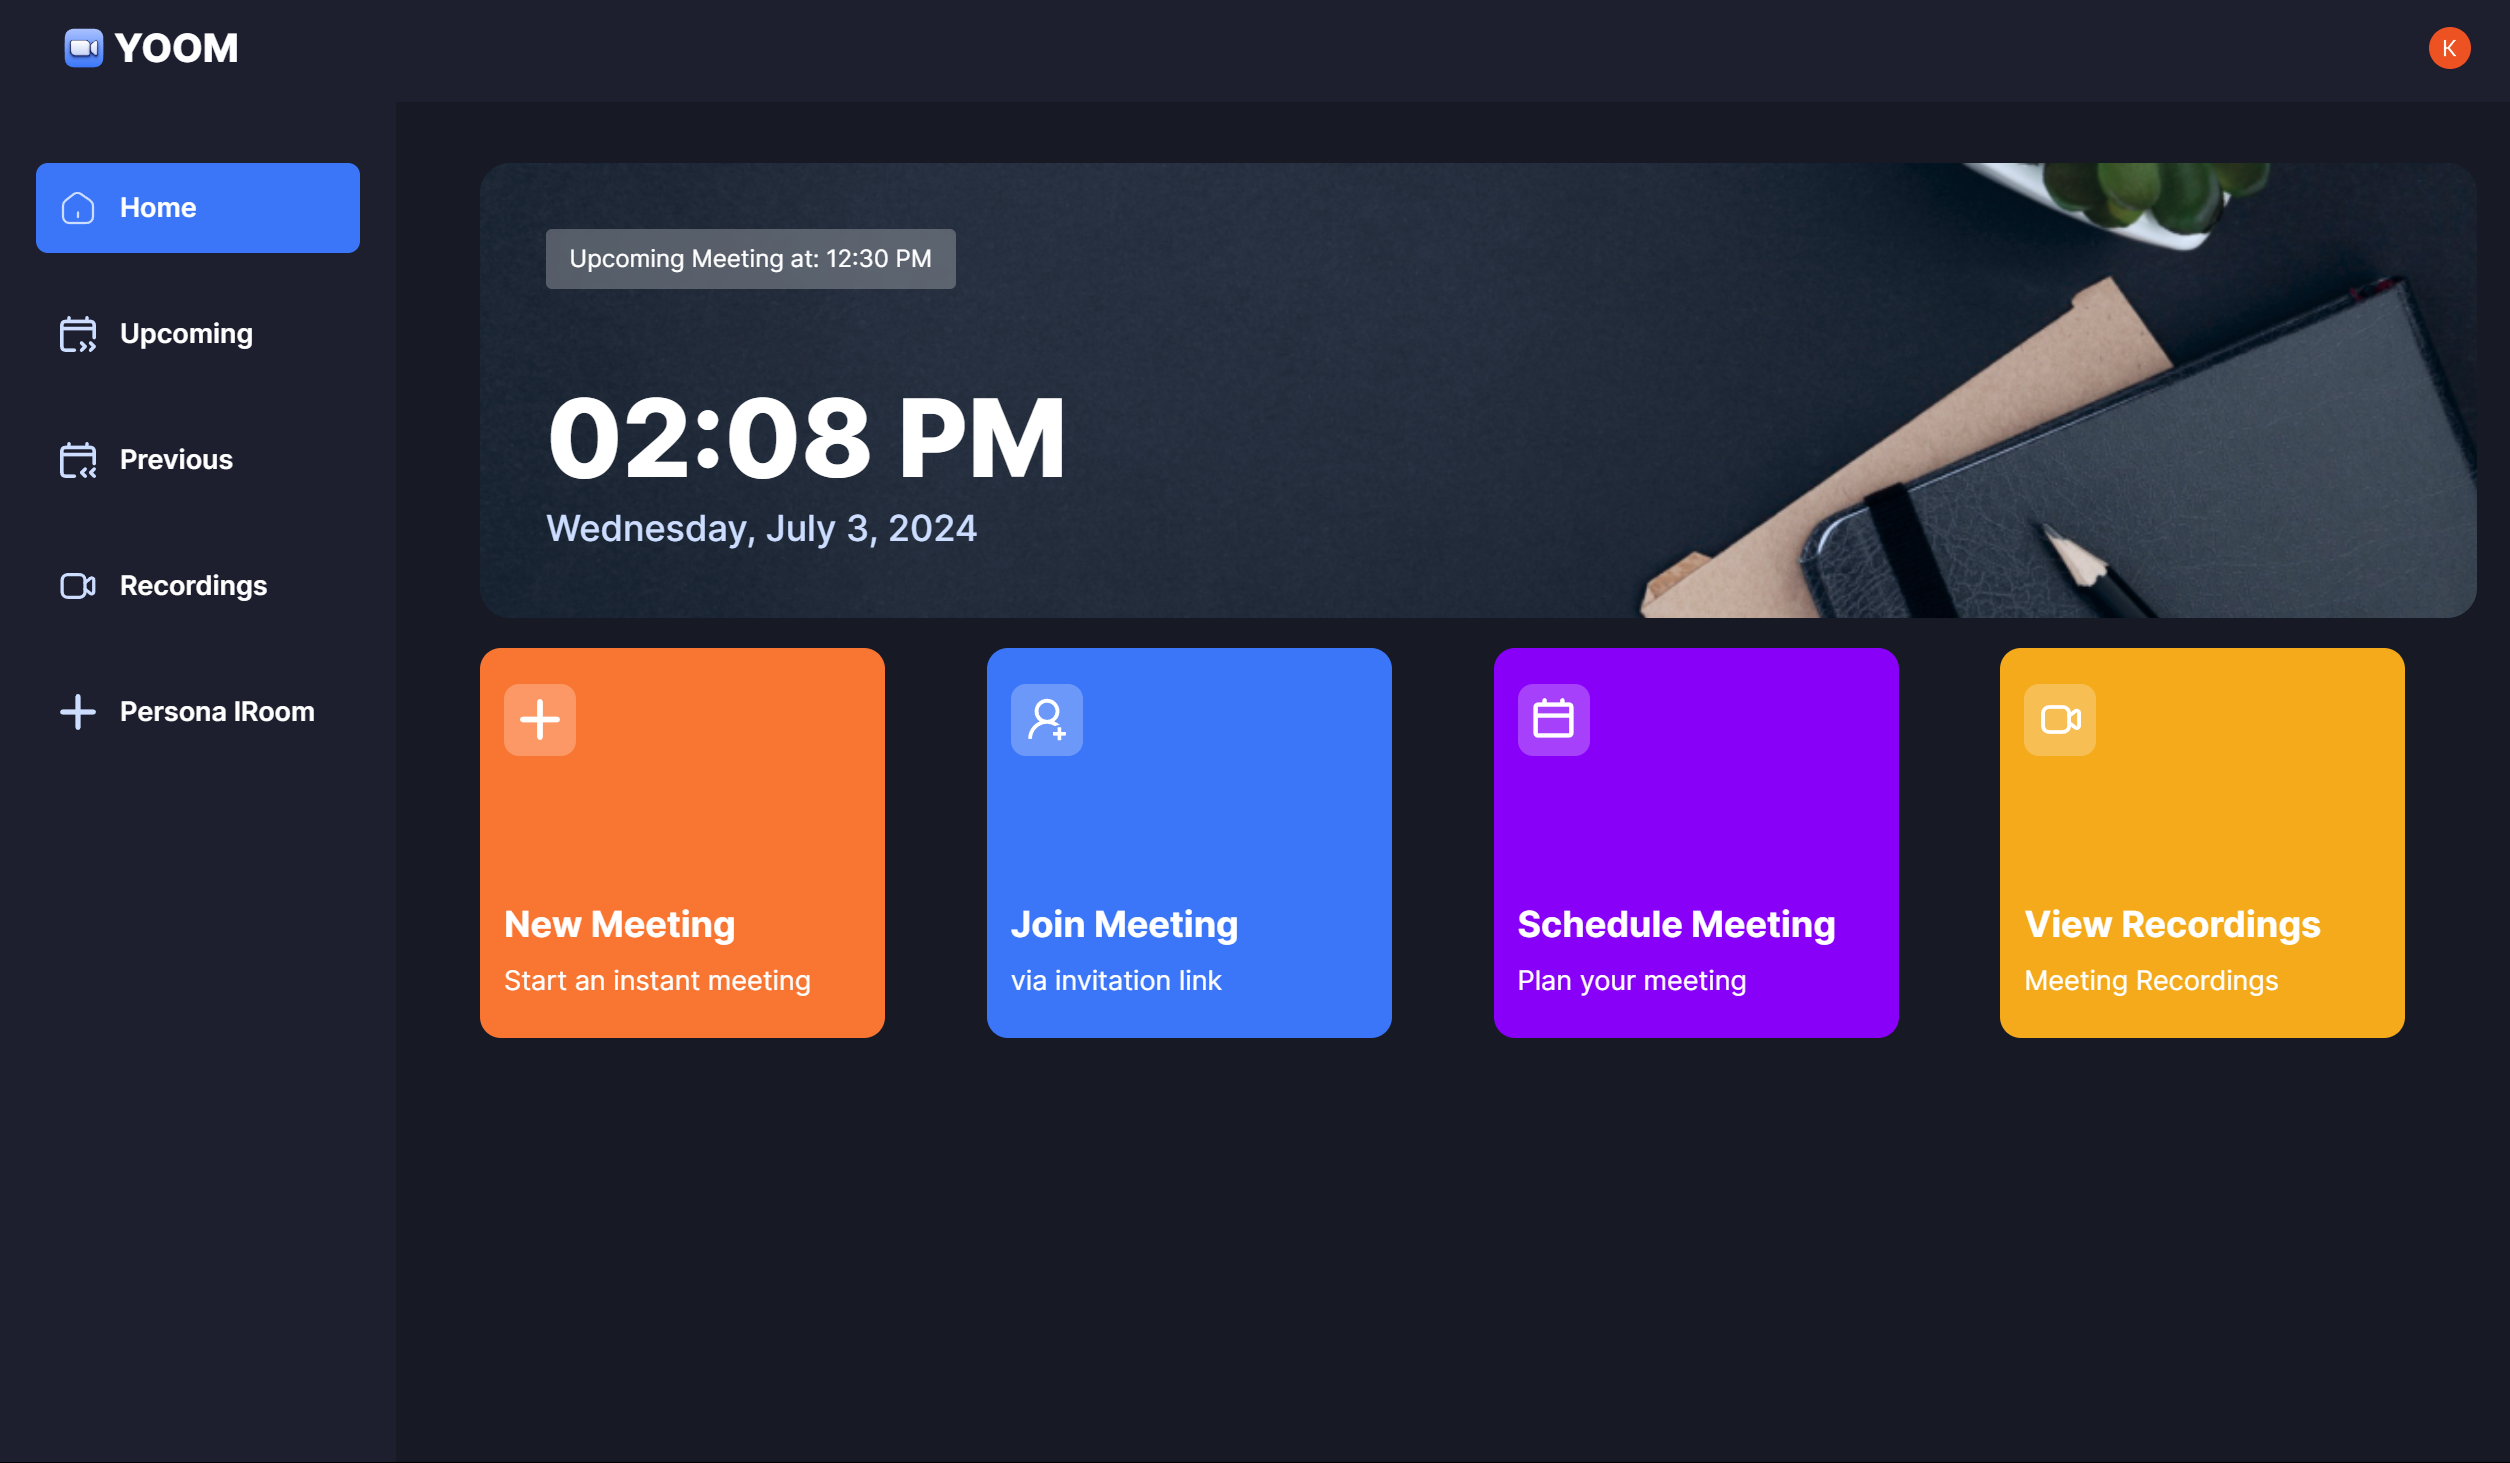 YOOM
K
Home
Upcoming
Previous
Recordings
Persona lRoom
Upcoming Meeting at: 12:30 PM
02:08 PM
Wednesday, July 3, 2024
New Meeting
Start an instant meeting
Join Meeting
via invitation link
Schedule Meeting
Plan your meeting
View Recordings
Meeting Recordings